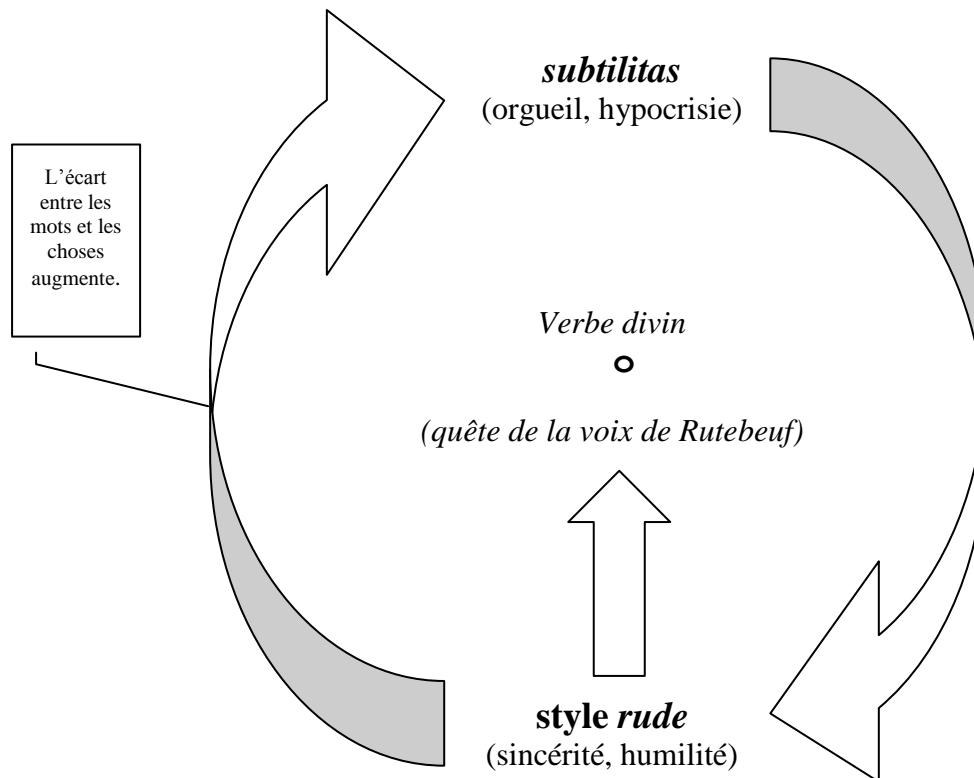 subtilitas
(orgueil, hypocrisie)
L’écart
entre les
mots et les
choses
augmente.
Verbe divin
(quête de la voix de Rutebeuf)
style rude
(sincérité, humilité)